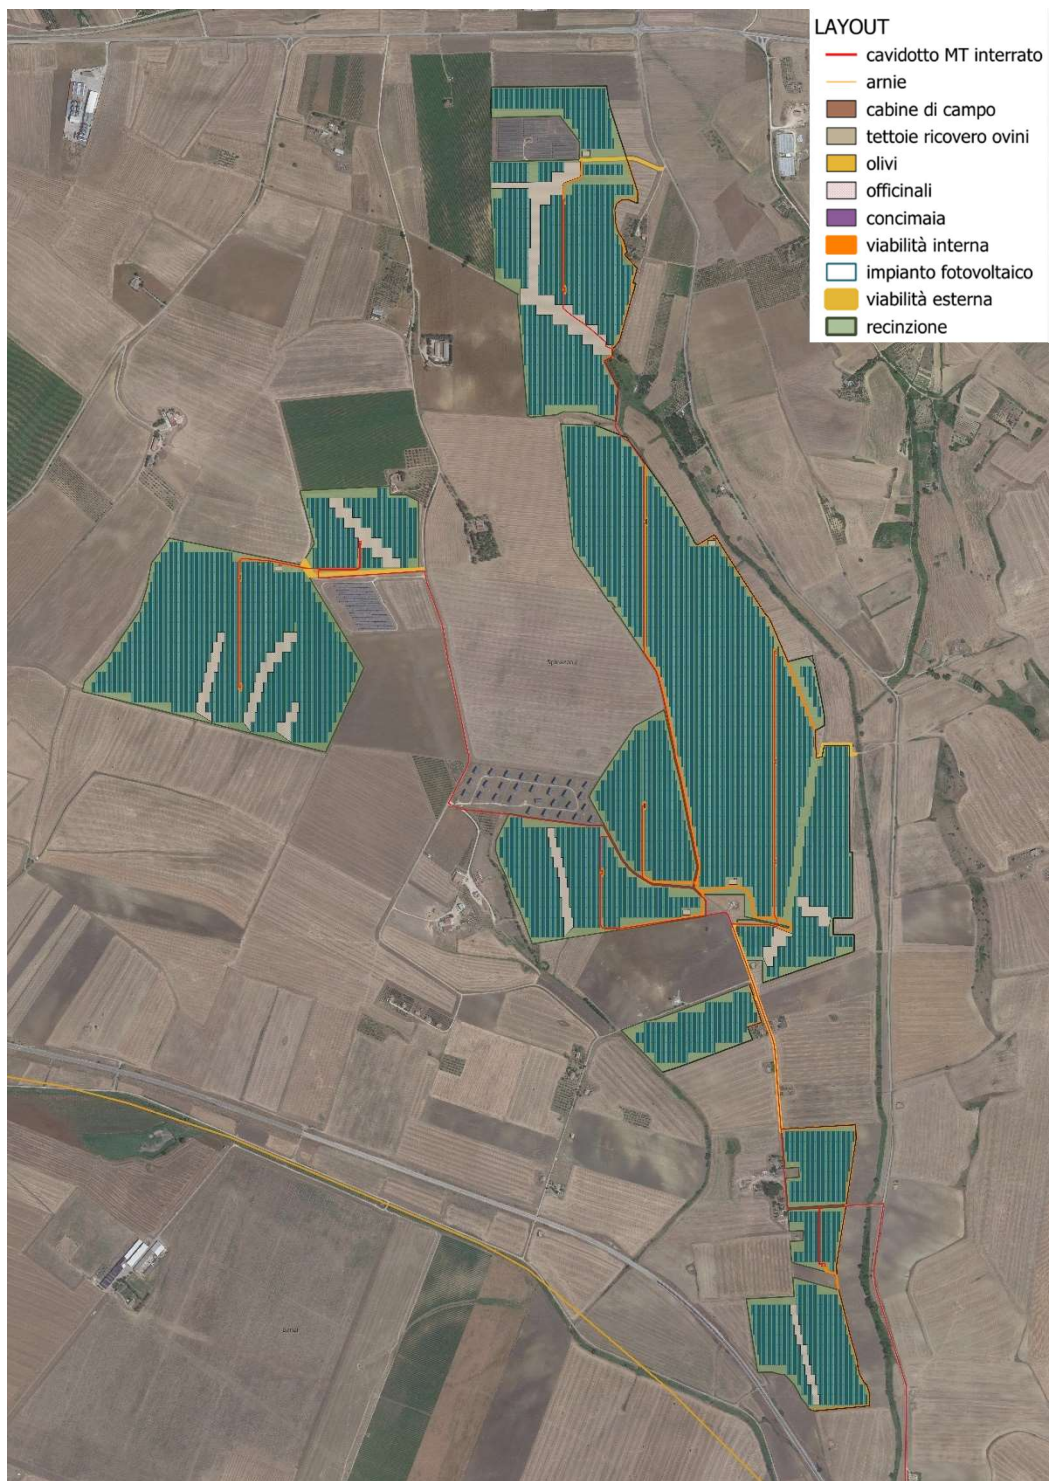 LAYOUT
cavidotto MT interrato
arnie
cabine di campo
tettoie ricovero ovini
olivi
officinali
concimaia
viabilità interna
impianto fotovoltaico
viabilità esterna
recinzione